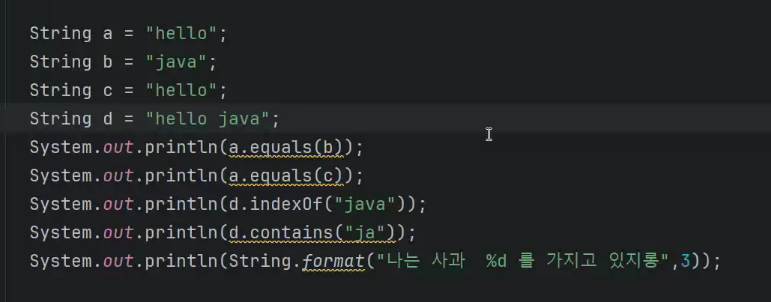 String a = "hello";
String b = "java";
String c = "hello";
String d = "hello java";
System.out.println(a.equals(b));
System.out.println(a.equals(c));
System.out.println(d.indexOf("java"));
System.out.println(d.contains("ja"));
System.out.println(String.format("나는 사과  %d 를 가지고 있지롱",3));